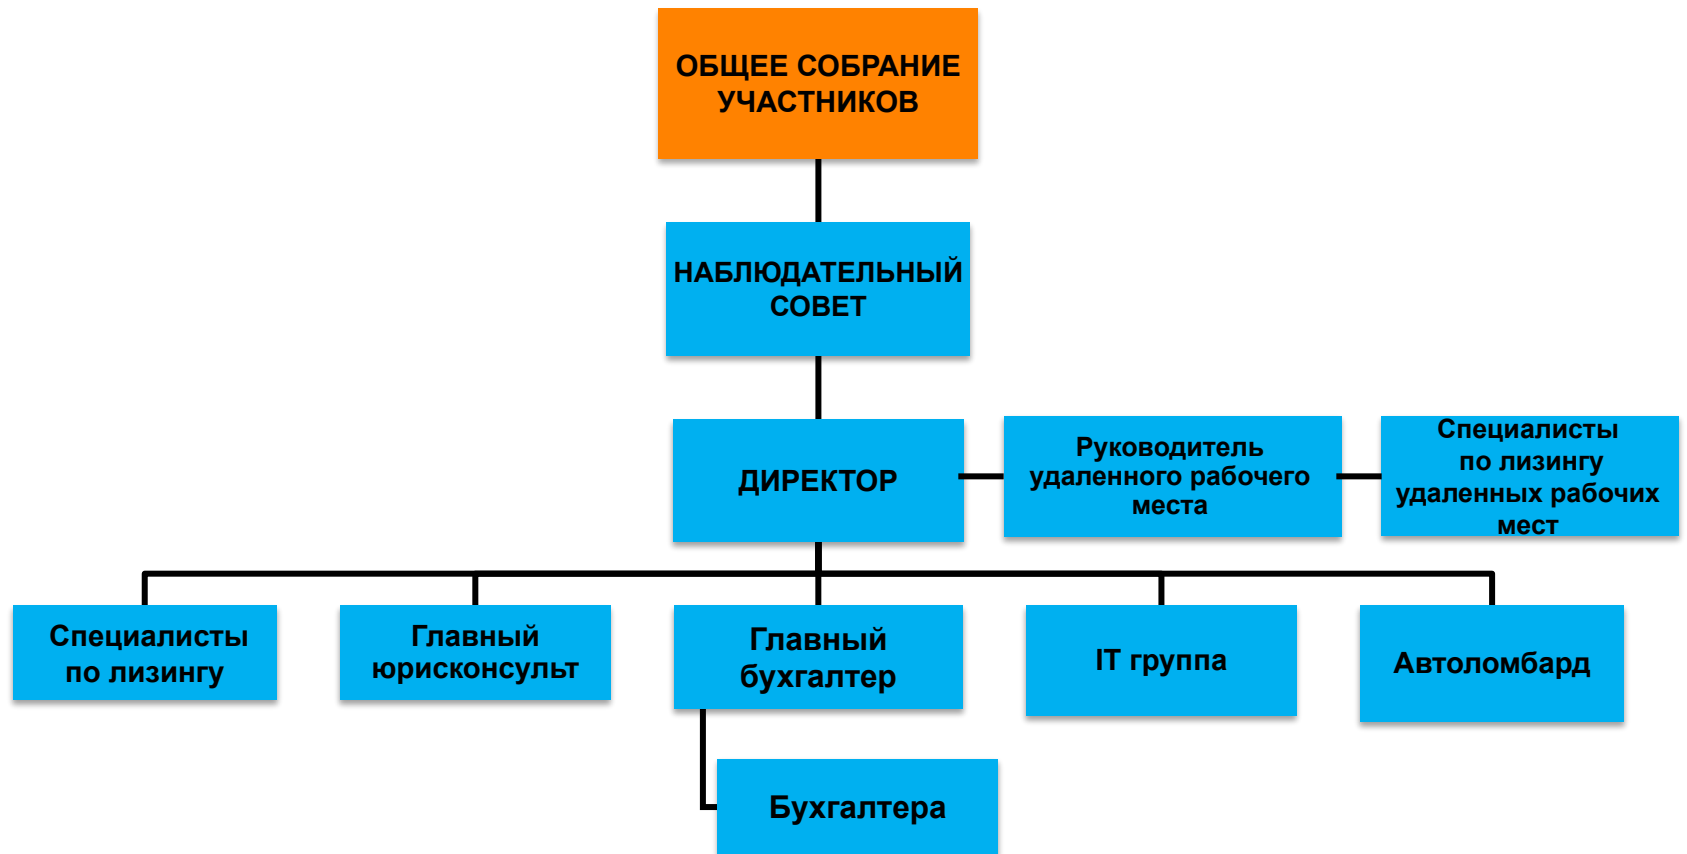 ОБЩЕЕ СОБРАНИЕ
УЧАСТНИКОВ
НАБЛЮДАТЕЛЬНЫЙ
СОВЕТ
ДИРЕКТОР
Руководитель
удаленного рабочего
места
Специалисты
по лизингу
удаленных рабочих
мест
Специалисты
по лизингу
Главный
юрисконсульт
Главный
бухгалтер
IT группа
Автоломбард
Бухгалтера